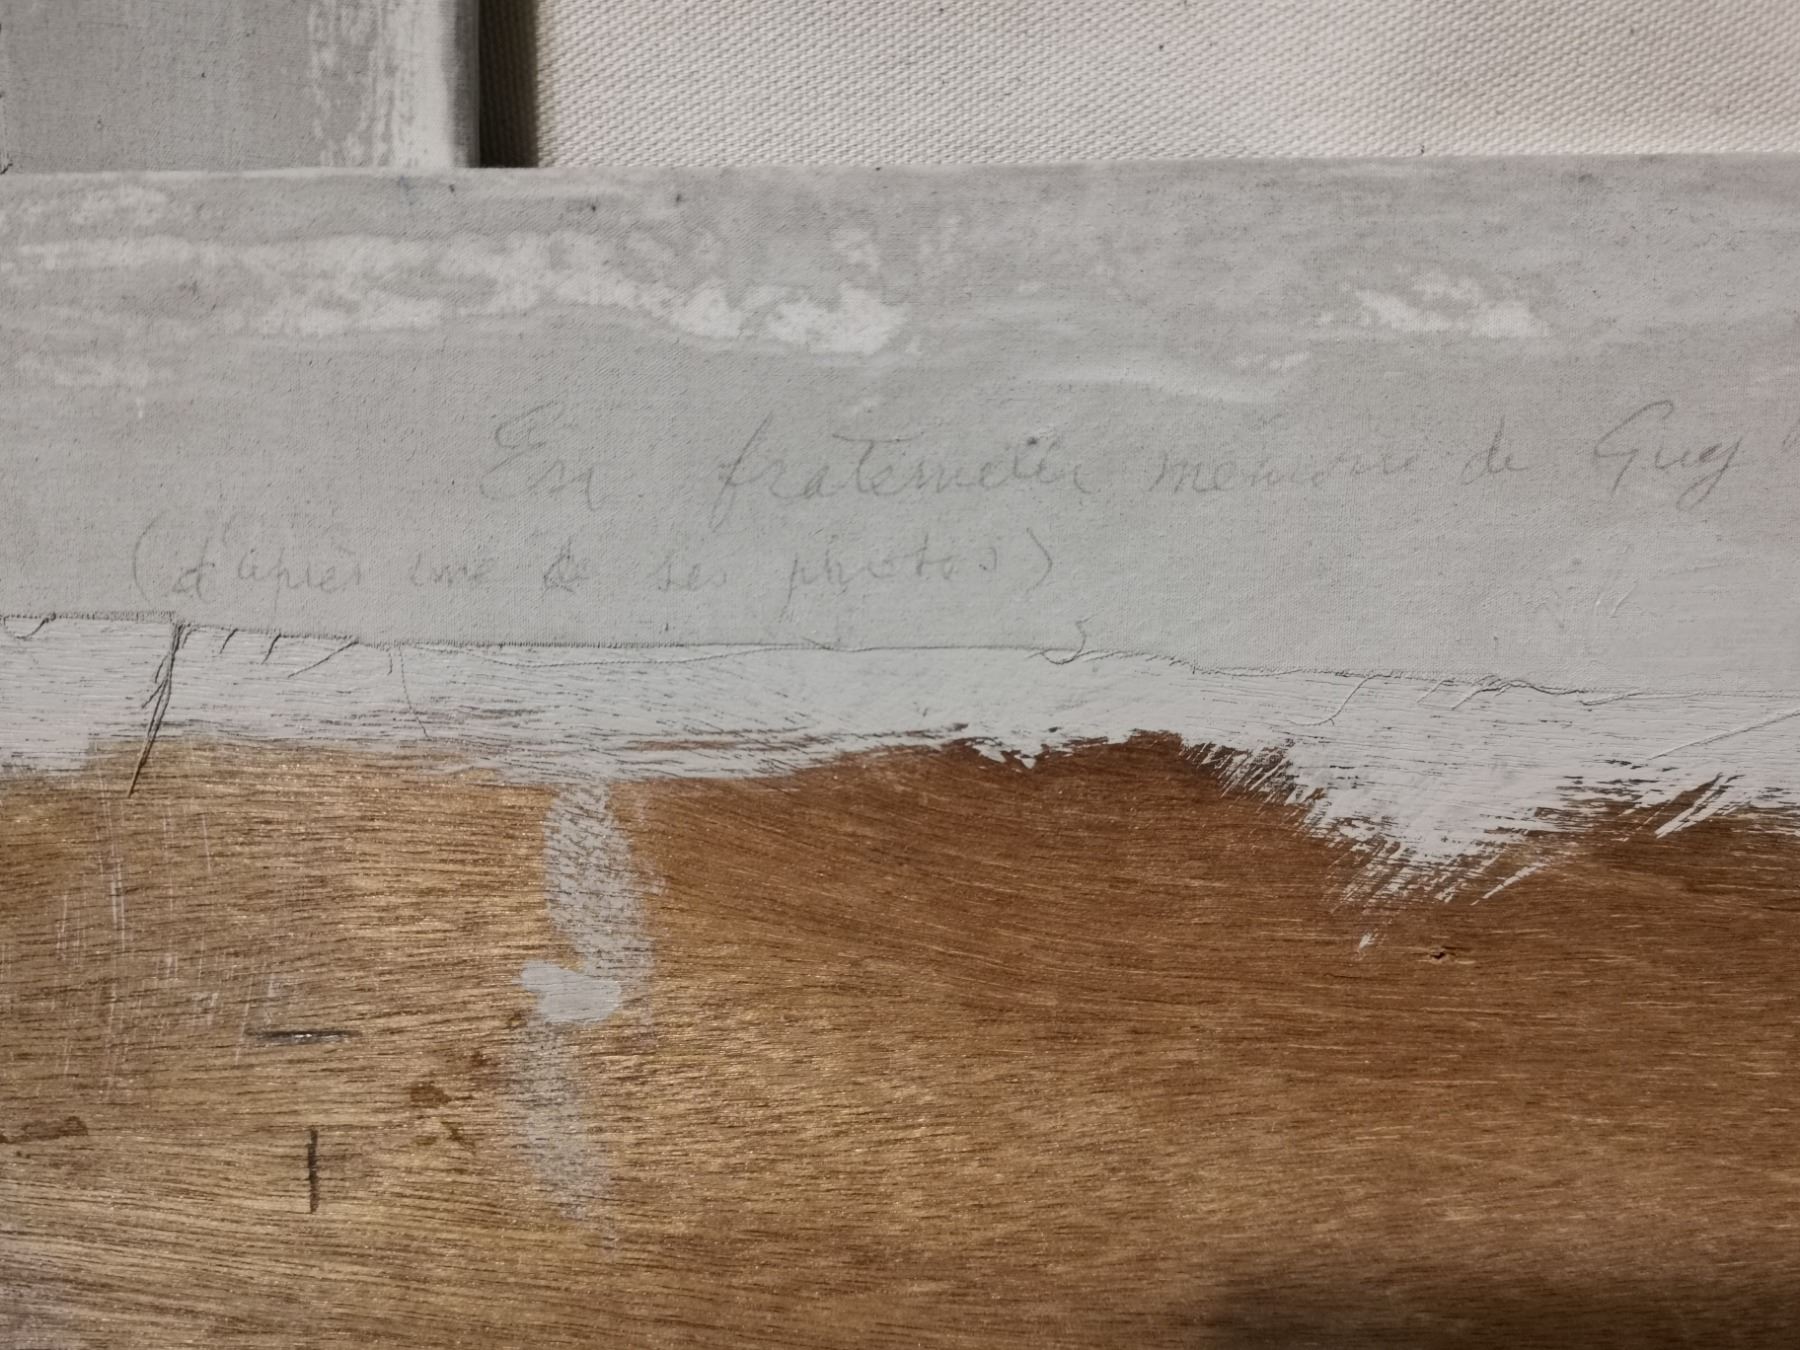 En fraternelle mémoire de Guy
(d'après une de ses photos)